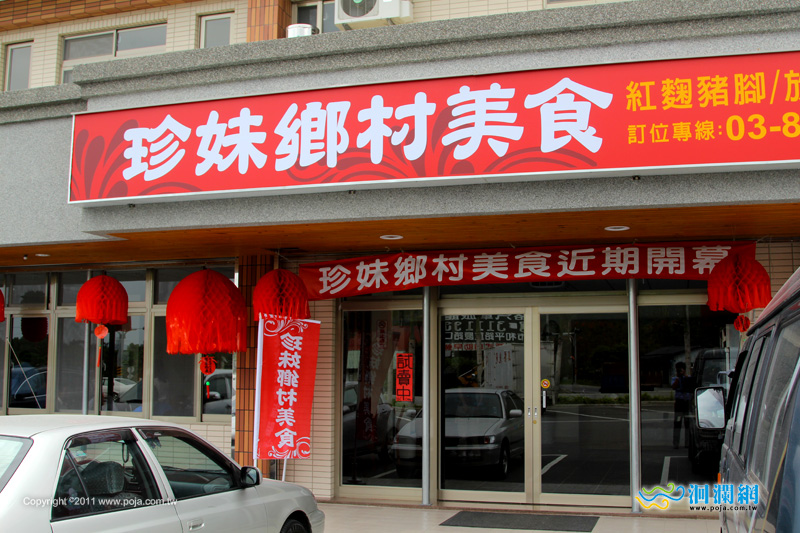 珍妹鄉村美食
紅麴豬腳/
訂位專線:03-8
珍妹鄉村美食近期開幕
珍妹鄉村美食
營中
Copyright ©2011 www.poja.com.tw
洄瀾網
www.poja.com.tw